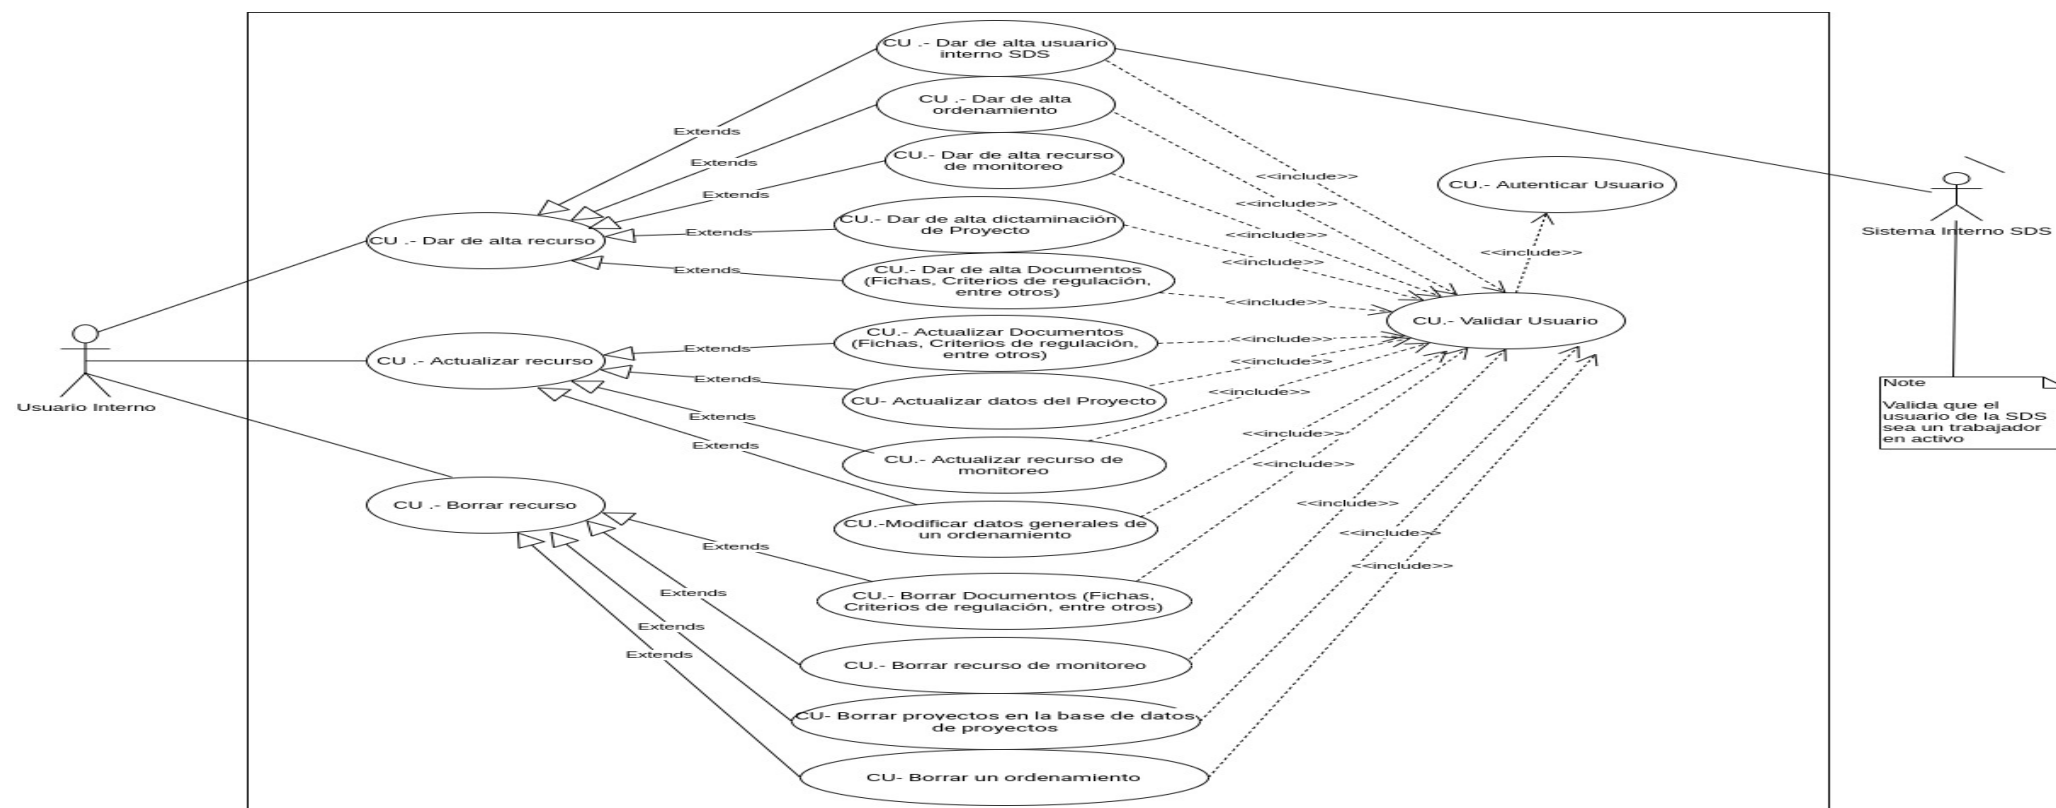 CU .- Dar de alta usuario
interno SDS
CU .- Dar de alta
ordenamiento
CU.- Dar de alta recurso
de monitoreo
CU.- Dar de alta dictaminación
de Proyecto
CU.- Dar de alta Documentos
(Fichas, Criterios de regulación,
entre otros)
CU.- Actualizar Documentos
(Fichas, Criterios de regulación,
entre otros)
CU- Actualizar datos del Proyecto
CU.- Actualizar recurso de
monitoreo
CU.-Modificar datos generales de
un ordenamiento
CU.- Borrar Documentos (Fichas,
Criterios de regulación, entre otros)
CU.- Borrar recurso de monitoreo
CU- Borrar proyectos en la base de datos
de proyectos
CU- Borrar un ordenamiento
Extends
Extends
Extends
Extends
Extends
Extends
Extends
Extends
Extends
Extends
Extends
Extends
Extends
CU .- Dar de alta recurso
CU .- Actualizar recurso
CU .- Borrar recurso
Usuario Interno
<<include>>
<<include>>
<<include>>
<<include>>
<<include>>
<<include>>
<<include>>
<<include>>
<<include>>
<<include>>
<<include>>
<<include>>
<<include>>
<<include>>
CU.- Autenticar Usuario
CU.- Validar Usuario
Sistema Interno SDS
Note
Valida que el
usuario de la SDS
sea un trabajador
en activo